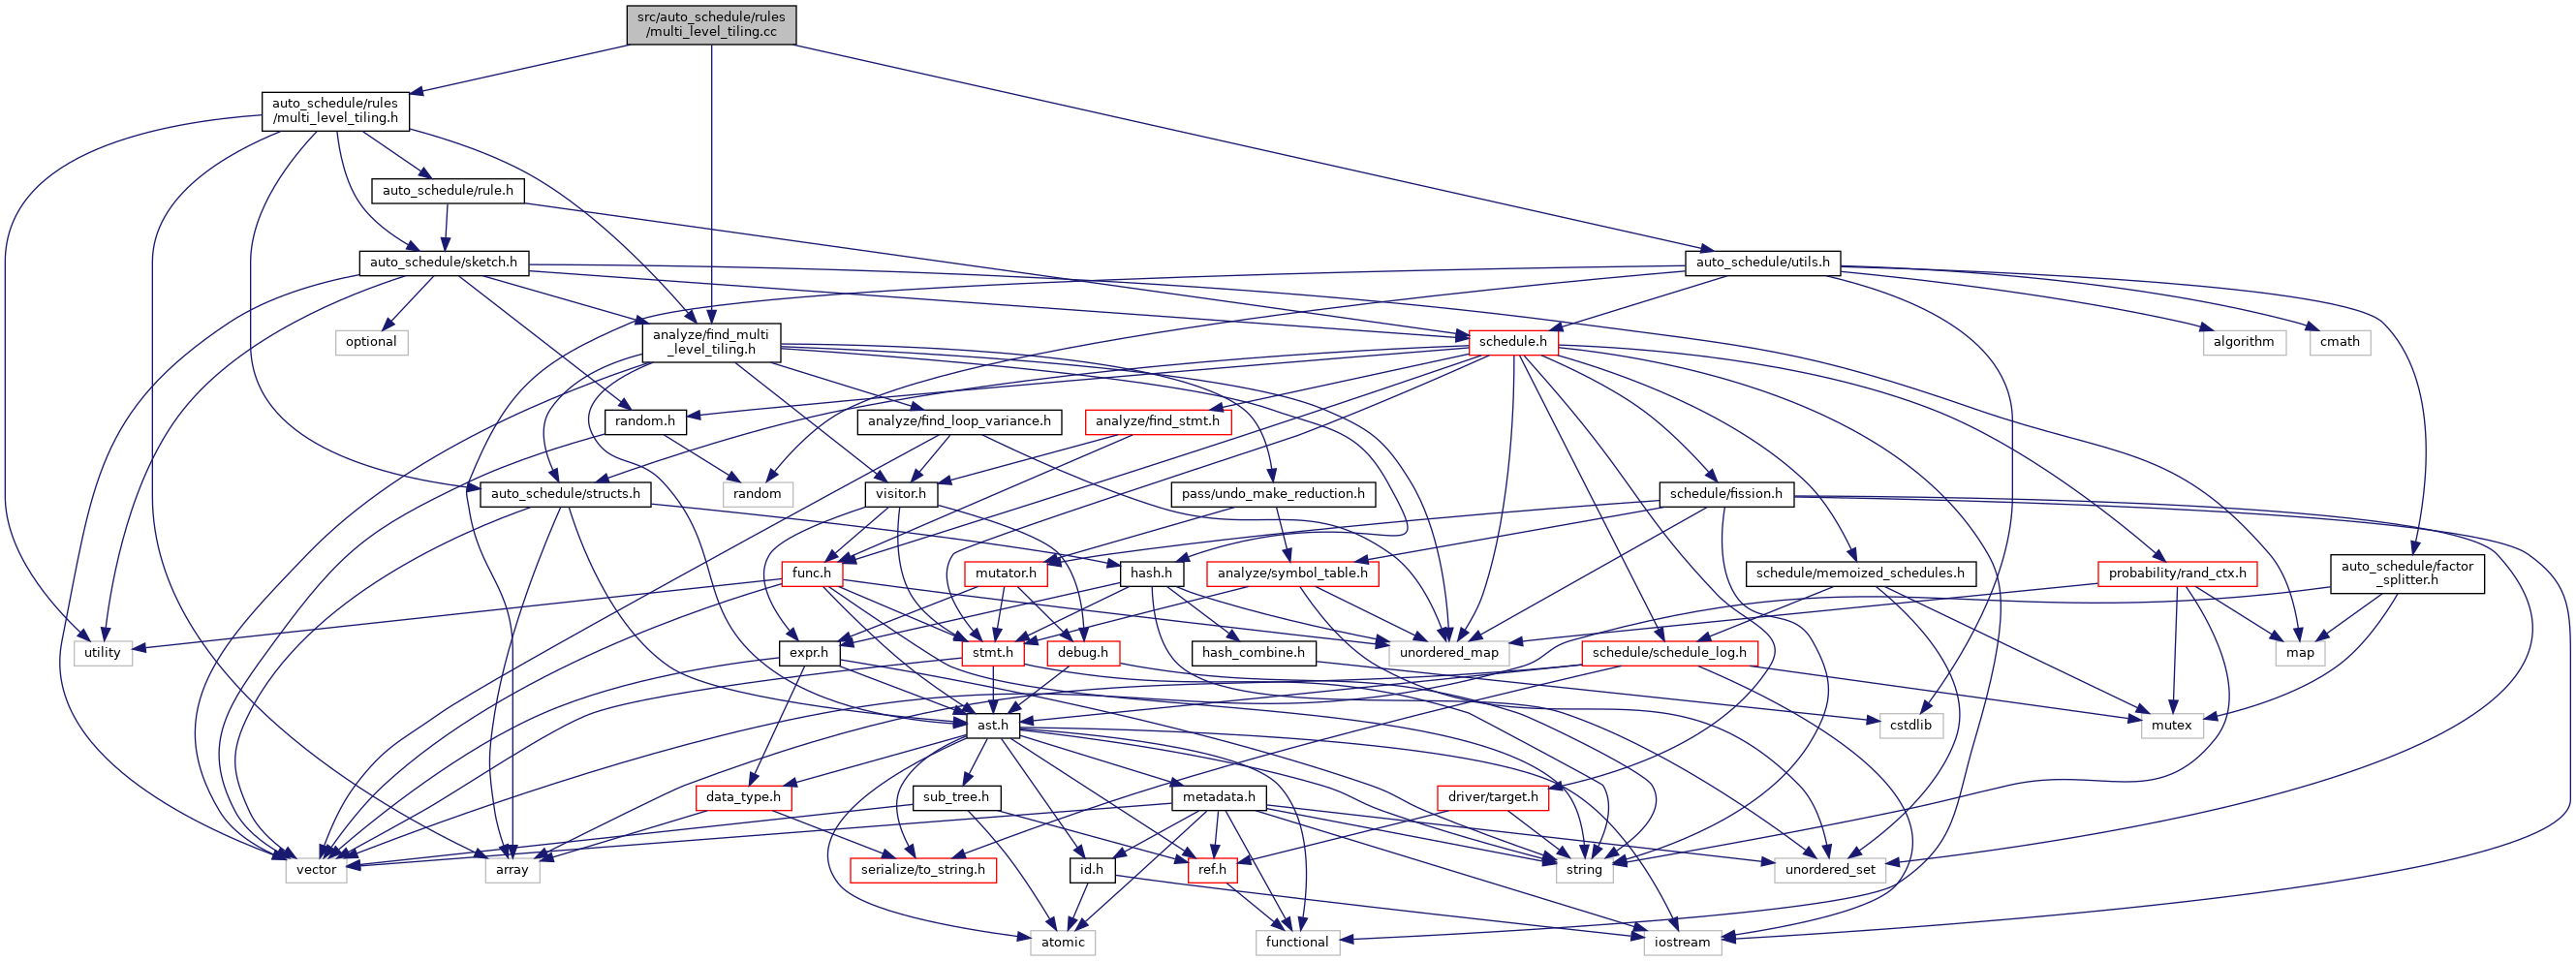 src/auto_schedule/rules
/multi_level_tiling.cc
auto_schedule/rules
/multi_level_tiling.h
auto_schedule/rule.h
auto_schedule/sketch.h
auto_schedule/utils.h
optional
analyze/find_multi
_level_tiling.h
schedule.h
algorithm
cmath
random.h
analyze/find_loop_variance.h
analyze/find_stmt.h
auto_schedule/structs.h
random
visitor.h
pass/undo_make_reduction.h
schedule/fission.h
func.h
mutator.h
hash.h
analyze/symbol_table.h
schedule/memoized_schedules.h
probability/rand_ctx.h
auto_schedule/factor
_splitter.h
utility
expr.h
stmt.h
debug.h
hash_combine.h
unordered_map
schedule/schedule_log.h
map
ast.h
cstdlib
mutex
data_type.h
sub_tree.h
metadata.h
driver/target.h
vector
array
serialize/to_string.h
id.h
ref.h
string
unordered_set
atomic
functional
iostream